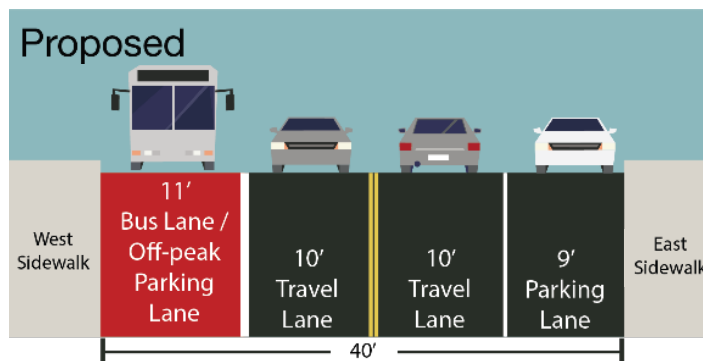 Proposed
West
Sidewalk
11'
Bus Lane /
Off-peak
Parking
Lane
10'
Travel
Lane
10'
Travel
Lane
9'
Parking
Lane
East
Sidewalk
40'